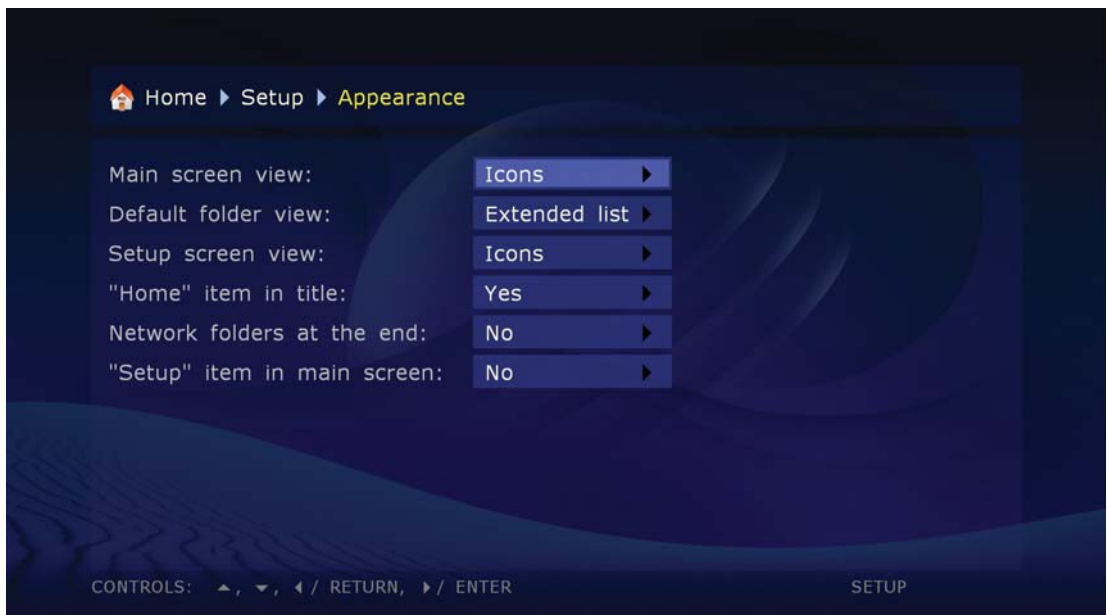 Home ▸ Setup ▸ Appearance
Main screen view: Icons
Default folder view: Extended list
Setup screen view: Icons
"Home" item in title: Yes
Network folders at the end: No
"Setup" item in main screen: No
CONTROLS: ▲, ▼, ◀/ RETURN, ▶/ ENTER SETUP